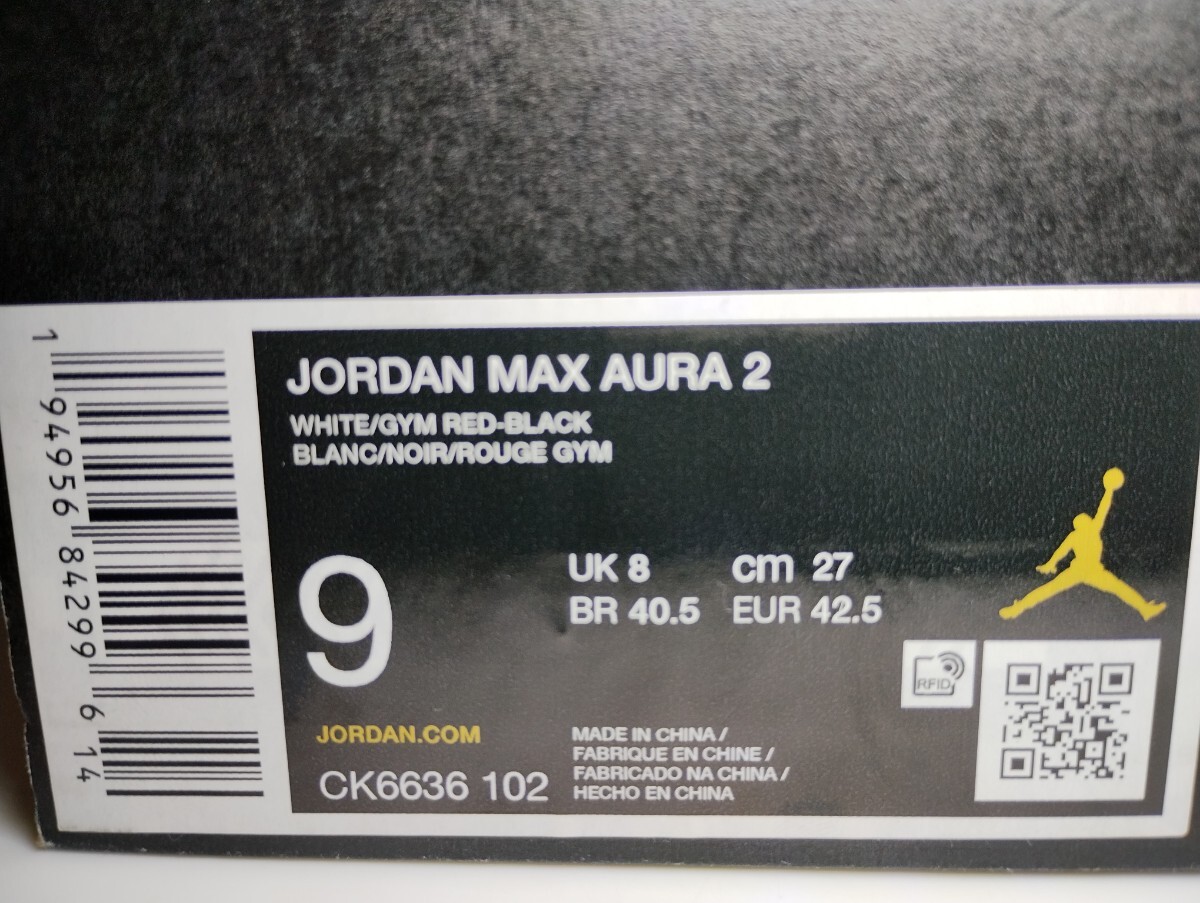 JORDAN MAX AURA 2
WHITE/GYM RED-BLACK
BLANC/NOIR/ROUGE GYM
9
UK 8 cm 27
BR 40.5 EUR 42.5
RFID
JORDAN.COM
CK6636 102
MADE IN CHINA /
FABRIQUE EN CHINE /
FABRICADO NA CHINA /
HECHO EN CHINA
1 94956 84299 6 14